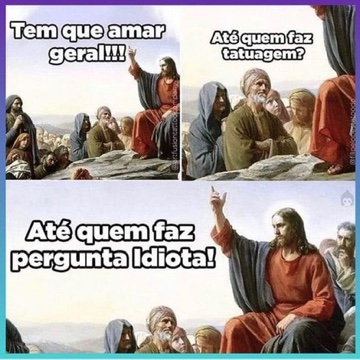 Tem que amar
geral!!!
Até quem faz
tatuagem?
Até quem faz
pergunta Idiota!